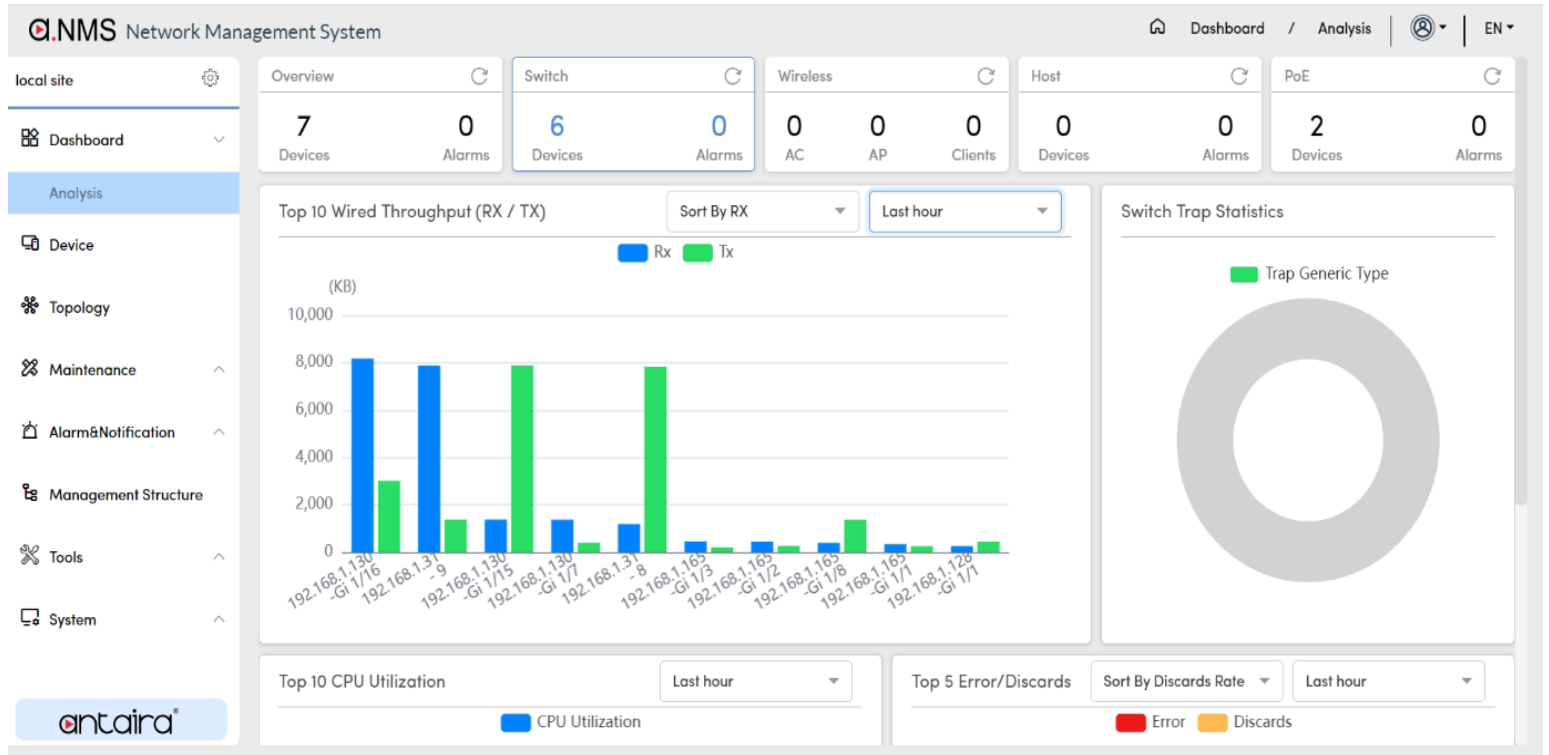 a.NMS Network Management System
Dashboard / Analysis
EN
local site
Dashboard
Analysis
Device
Topology
Maintenance
Alarm&Notification
Management Structure
Tools
System
antaira®
Overview
7 0
Devices Alarms
Switch
6 0
Devices Alarms
Wireless
0 0 0
AC AP Clients
Host
0 0
Devices Alarms
PoE
2 0
Devices Alarms
Top 10 Wired Throughput (RX / TX)
Sort By RX
Last hour
Rx Tx
(KB)
10,000
8,000
6,000
4,000
2,000
0
192.168.1.130
-Gi 1/16
192.168.1.31
- 9
192.168.1.130
-Gi 1/15
192.168.1.130
-Gi 1/7
192.168.1.31
- 8
192.168.1.165
-Gi 1/3
192.168.1.165
-Gi 1/2
192.168.1.165
-Gi 1/8
192.168.1.165
-Gi 1/1
192.168.1.128
-Gi 1/1
Switch Trap Statistics
Trap Generic Type
Top 10 CPU Utilization
Last hour
CPU Utilization
Top 5 Error/Discards
Sort By Discards Rate
Last hour
Error Discards